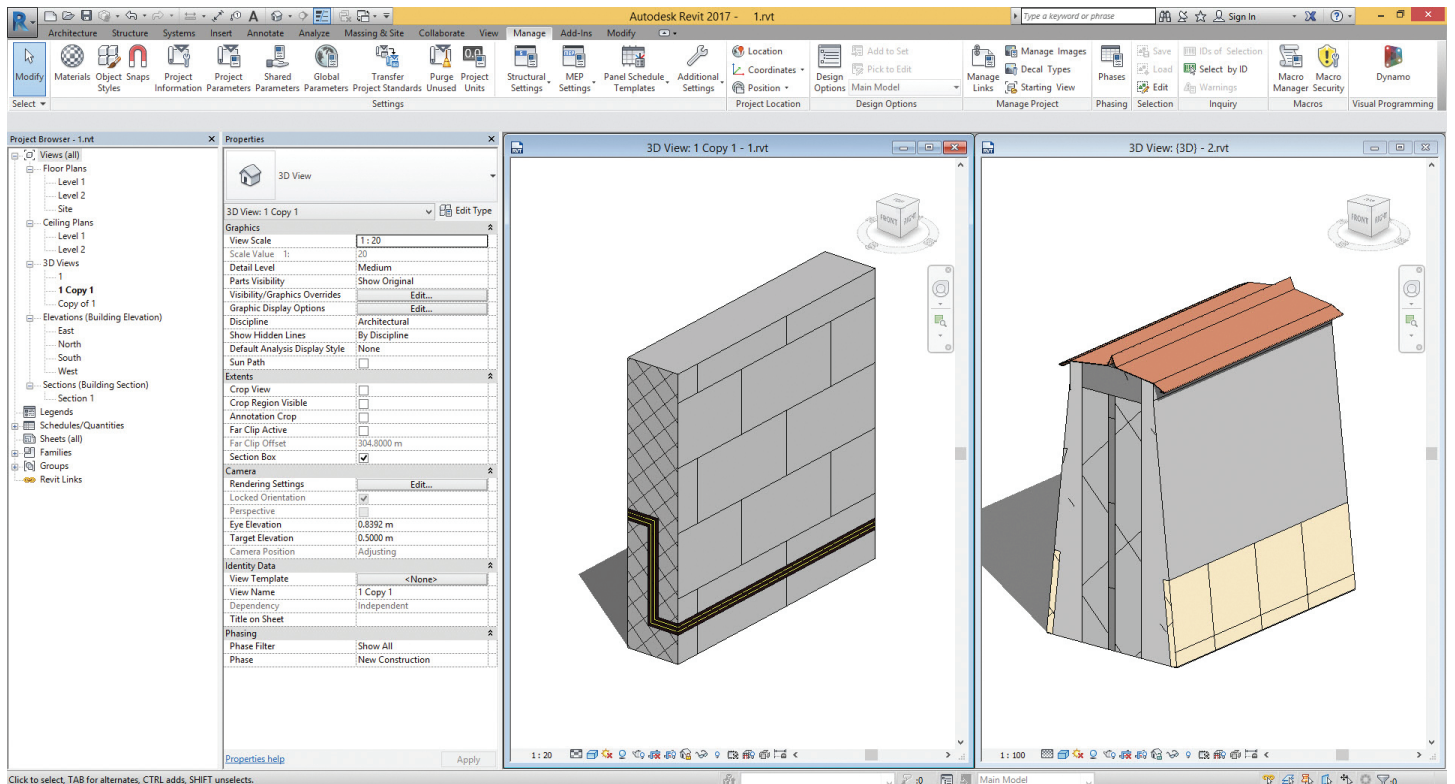 Autodesk Revit 2017 - 1.rvt
Type a keyword or phrase
Sign In
Architecture Structure Systems Insert Annotate Analyze Massing & Site Collaborate View Manage Add-Ins Modify
Modify
Materials
Object Styles
Snaps
Project Information
Project Parameters
Shared Parameters
Global Parameters
Transfer Project Standards
Purge Unused
Project Units
Structural Settings
MEP Settings
Panel Schedule Templates
Additional Settings
Location
Coordinates
Position
Design Options
Add to Set
Pick to Edit
Main Model
Manage Links
Manage Images
Decal Types
Starting View
Phases
Save
Load
Edit
IDs of Selection
Select by ID
Warnings
Macro Manager
Macro Security
Dynamo
Select
Settings
Project Location
Design Options
Manage Project
Phasing
Selection
Inquiry
Macros
Visual Programming
Project Browser - 1.rvt
Views (all)
Floor Plans
Level 1
Level 2
Site
Ceiling Plans
Level 1
Level 2
3D Views
1
1 Copy 1
Copy of 1
Elevations (Building Elevation)
East
North
South
West
Sections (Building Section)
Section 1
Legends
Schedules/Quantities
Sheets (all)
Families
Groups
Revit Links
Properties
3D View
3D View: 1 Copy 1
Edit Type
Graphics
View Scale 1 : 20
Scale Value 1: 20
Detail Level Medium
Parts Visibility Show Original
Visibility/Graphics Overrides Edit...
Graphic Display Options Edit...
Discipline Architectural
Show Hidden Lines By Discipline
Default Analysis Display Style None
Sun Path
Extents
Crop View
Crop Region Visible
Annotation Crop
Far Clip Active
Far Clip Offset 304.8000 m
Section Box
Camera
Rendering Settings Edit...
Locked Orientation
Perspective
Eye Elevation 0.8392 m
Target Elevation 0.5000 m
Camera Position Adjusting
Identity Data
View Template <None>
View Name 1 Copy 1
Dependency Independent
Title on Sheet
Phasing
Phase Filter Show All
Phase New Construction
Properties help
Apply
3D View: 1 Copy 1 - 1.rvt
FRONT
1 : 20
3D View: {3D} - 2.rvt
FRONT
1 : 100
Click to select, TAB for alternates, CTRL adds, SHIFT unselects.
:0
Main Model
:0